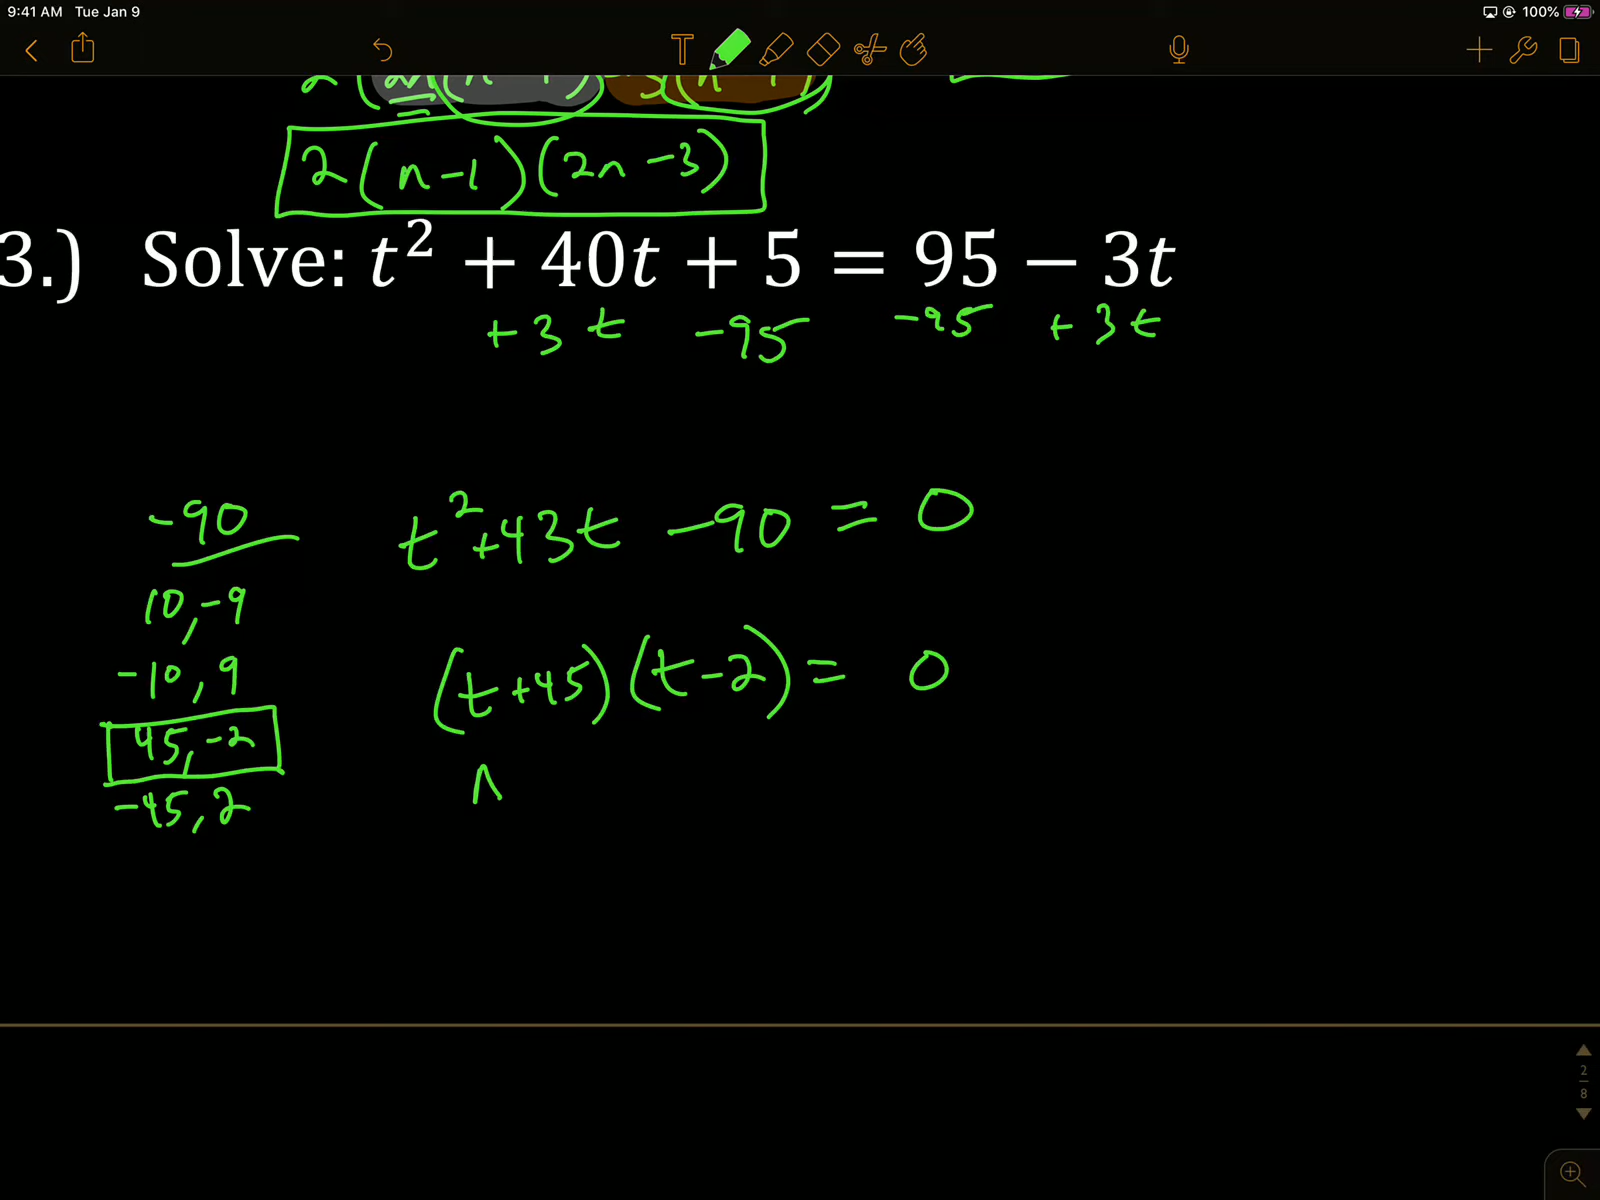 9:41 AM Tue Jan 9 100%
T
2(n-1)(2n-3)
3.) Solve: t² + 40t + 5 = 95 − 3t
+3t -95 -95 +3t
-90
t²+43t -90 = 0
10,-9
(t+45)(t-2)= 0
-10,9
45,-2
-45,2
2
8